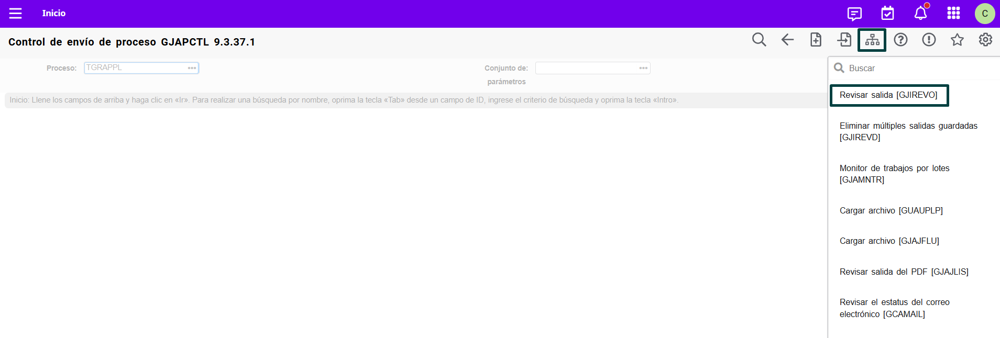 Inicio
C
Control de envío de proceso GJAPCTL 9.3.37.1
Proceso: TGRAPPL
Conjunto de:
parámetros
Inicio: Llene los campos de arriba y haga clic en «Ir». Para realizar una búsqueda por nombre, oprima la tecla «Tab» desde un campo de ID, ingrese el criterio de búsqueda y oprima la tecla «Intro».
Buscar
Revisar salida [GJIREVO]
Eliminar múltiples salidas guardadas
[GJIREVD]
Monitor de trabajos por lotes
[GJAMNTR]
Cargar archivo [GUAUPLP]
Cargar archivo [GJAJFLU]
Revisar salida del PDF [GJAJLIS]
Revisar el estatus del correo
electrónico [GCAMAIL]